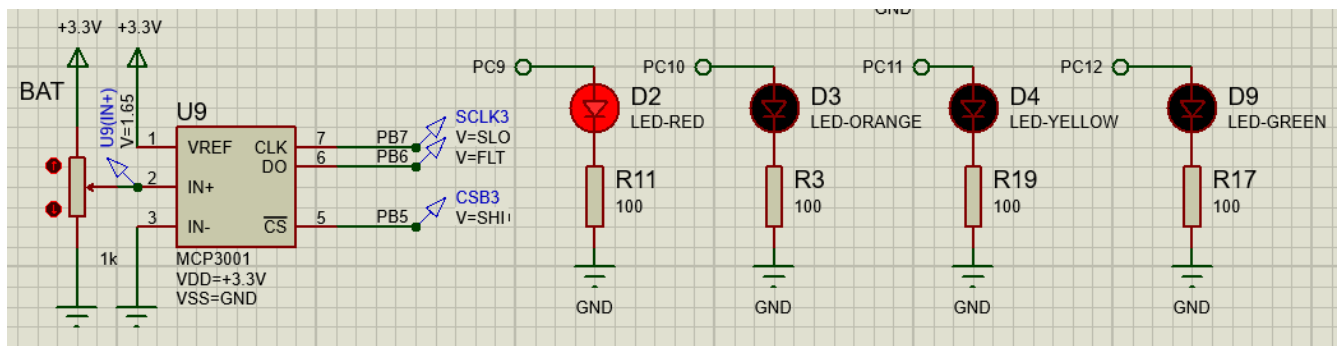 GND
+3.3V
+3.3V
BAT
U9(IN+)
V=1.65
U9
1
VREF
2
IN+
3
IN-
CLK
7
DO
6
CS
5
PB7
PB6
PB5
SCLK3
V=SLO
V=FLT
CSB3
V=SHI
1k
MCP3001
VDD=+3.3V
VSS=GND
PC9
D2
LED-RED
R11
100
GND
PC10
D3
LED-ORANGE
R3
100
GND
PC11
D4
LED-YELLOW
R19
100
GND
PC12
D9
LED-GREEN
R17
100
GND